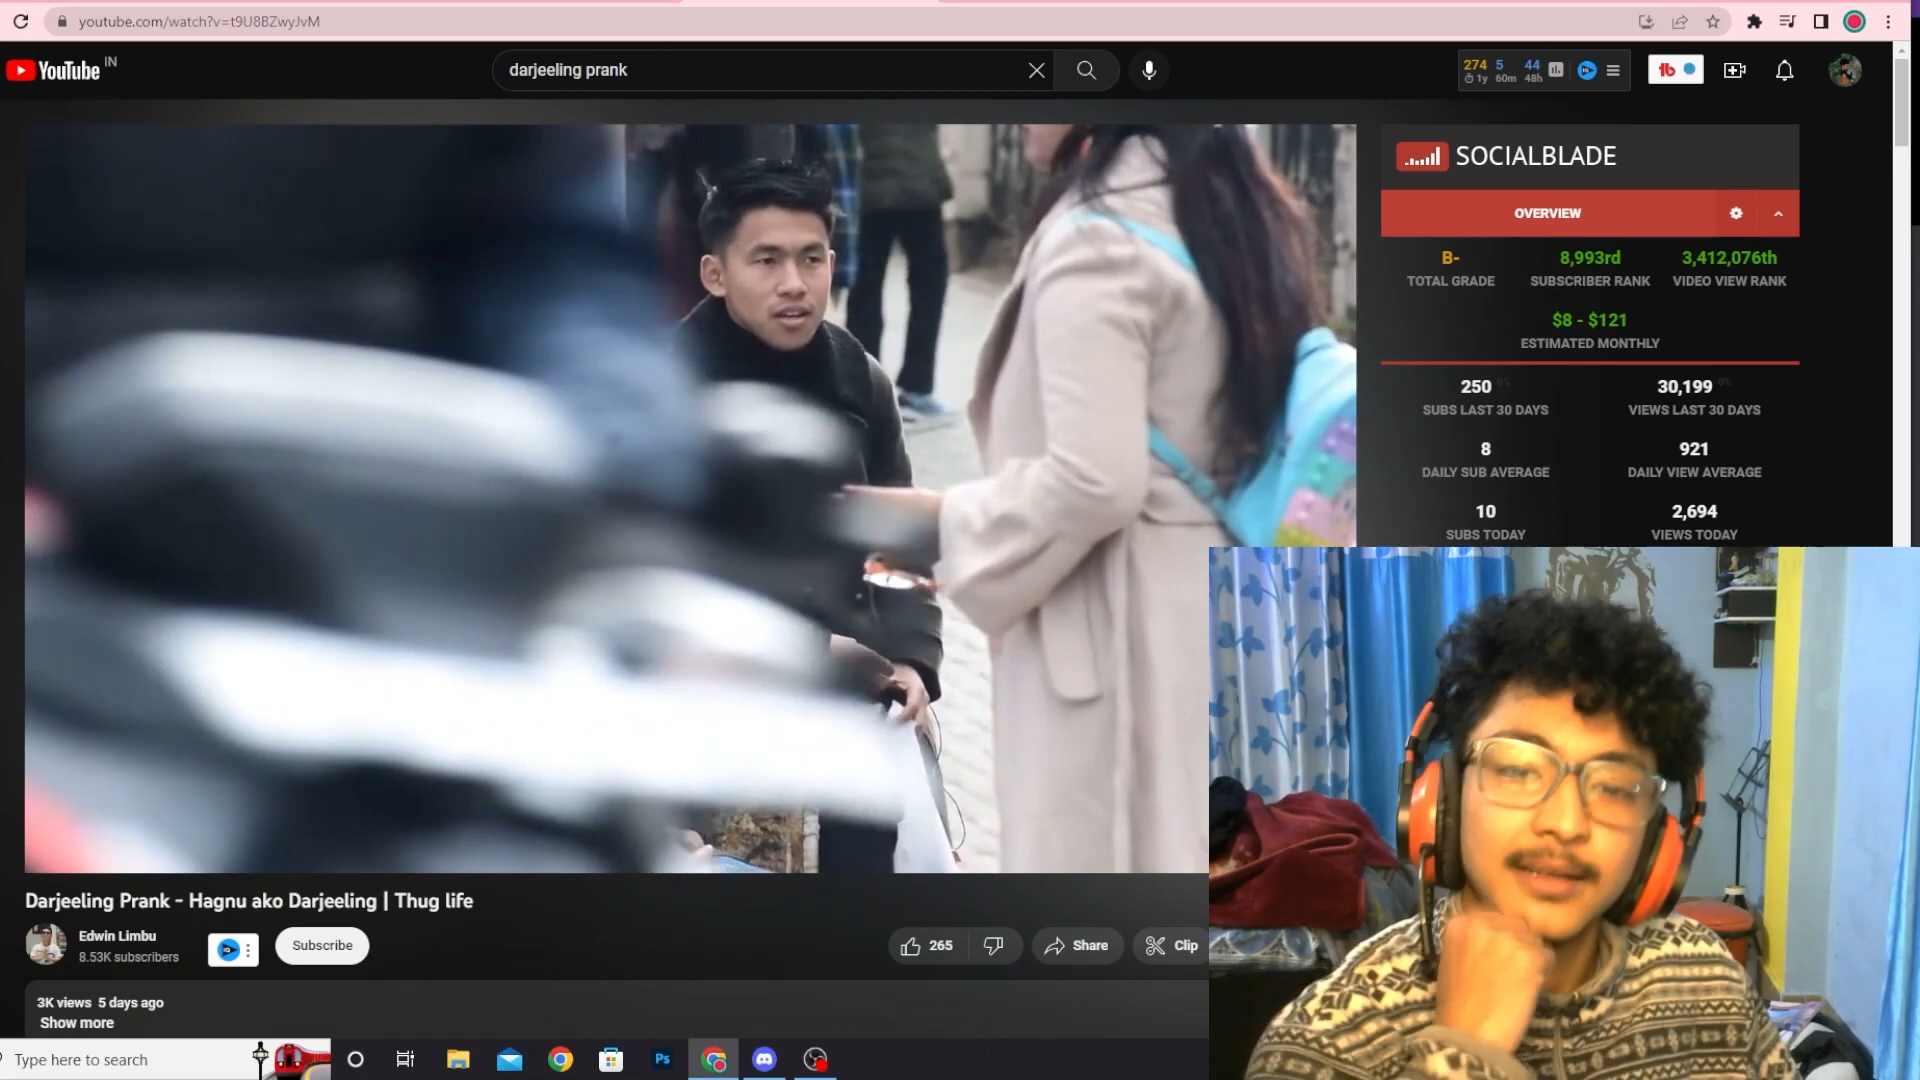 youtube.com/watch?v=t9U8BZwyJvM
YouTube IN
darjeeling prank
274 5 44
1y 60m 48h
SOCIALBLADE
OVERVIEW
B- 8,993rd 3,412,076th
TOTAL GRADE SUBSCRIBER RANK VIDEO VIEW RANK
$8 - $121
ESTIMATED MONTHLY
250 30,199
SUBS LAST 30 DAYS VIEWS LAST 30 DAYS
8 921
DAILY SUB AVERAGE DAILY VIEW AVERAGE
10 2,694
SUBS TODAY VIEWS TODAY
Darjeeling Prank - Hagnu ako Darjeeling | Thug life
Edwin Limbu
8.53K subscribers
Subscribe
265
Share
Clip
3K views 5 days ago
Show more
Type here to search
Ps